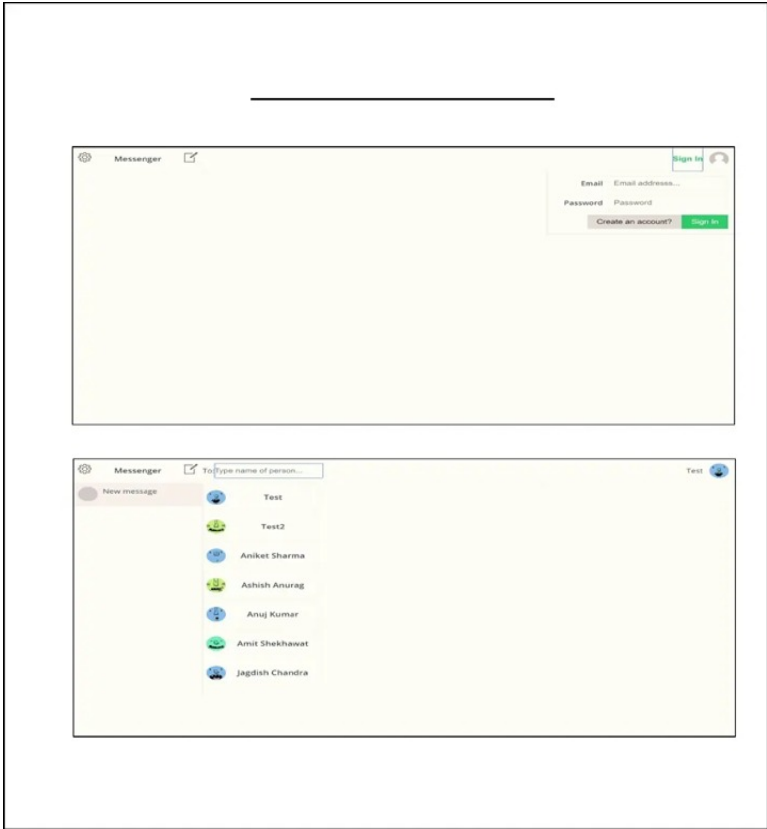 Messenger Sign In
Email Email addresss...
Password Password
Create an account? Sign In
Messenger To: Type name of person... Test
New message
Test
Test2
Aniket Sharma
Ashish Anurag
Anuj Kumar
Amit Shekhawat
Jagdish Chandra